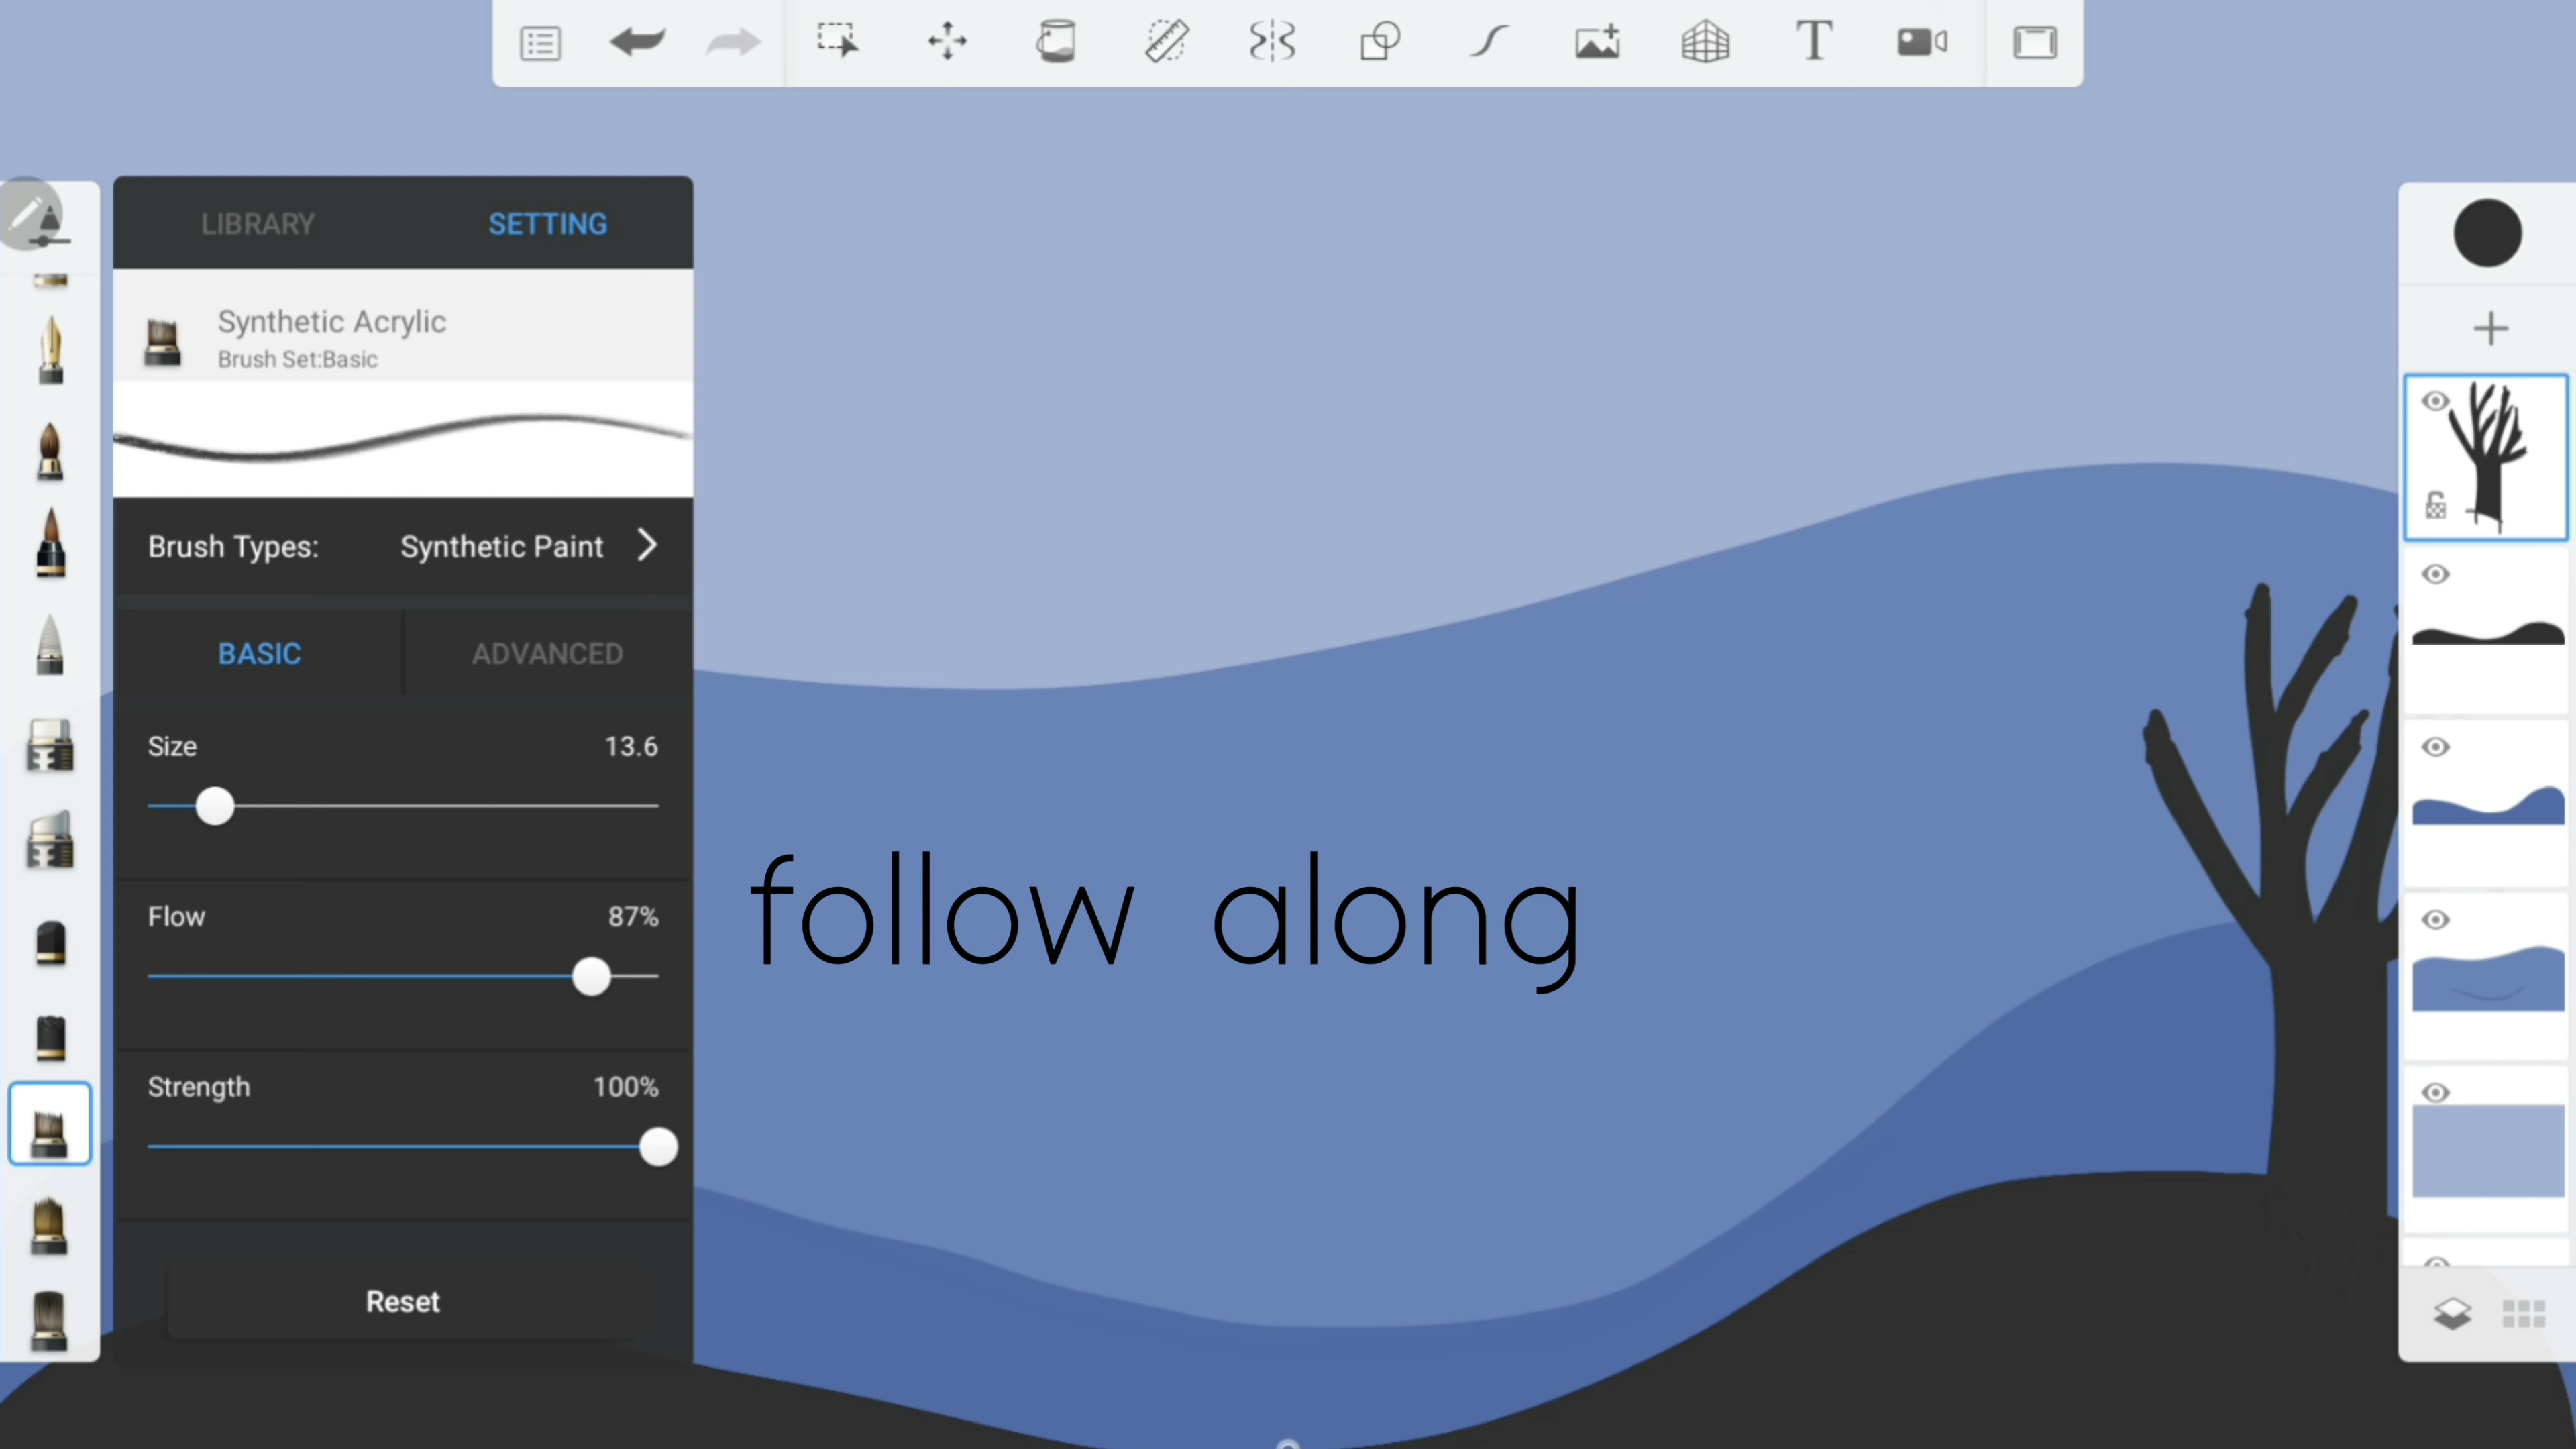 T
LIBRARY SETTING
Synthetic Acrylic
Brush Set:Basic
Brush Types: Synthetic Paint
BASIC ADVANCED
Size 13.6
follow along
Flow 87%
Strength 100%
Reset